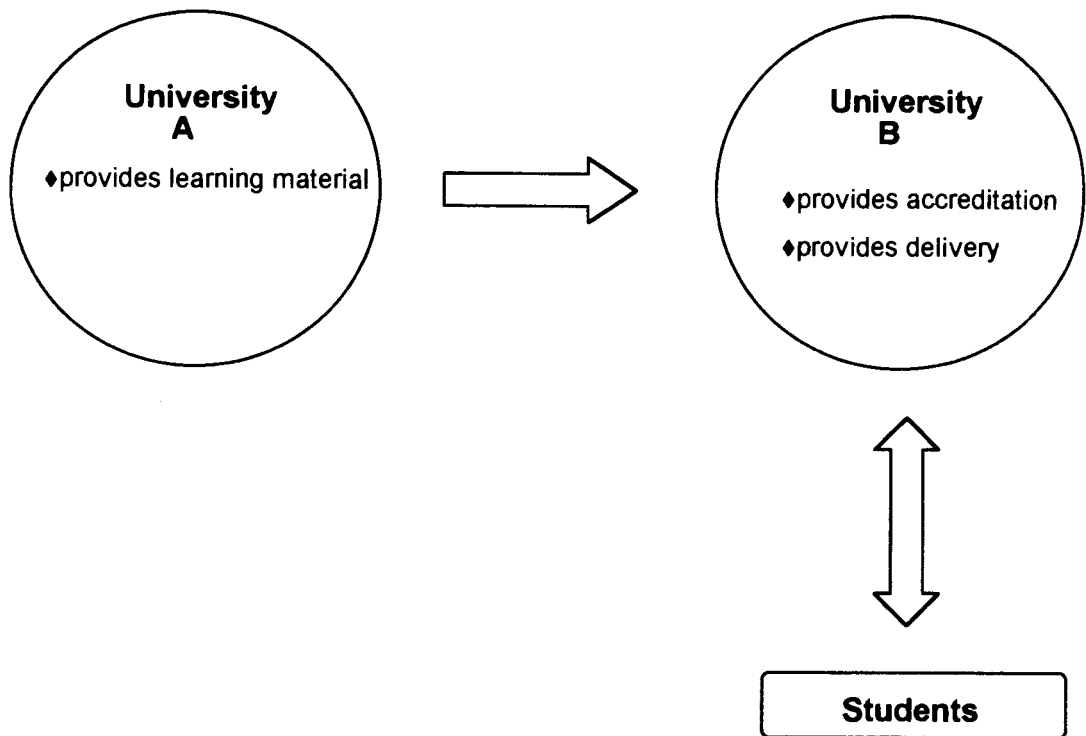 University
A
♦provides learning material
University
B
♦provides accreditation
♦provides delivery
Students